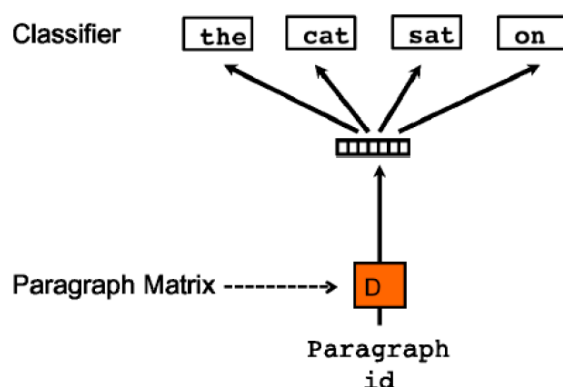 Classifier the cat sat on
Paragraph Matrix D
Paragraph
id